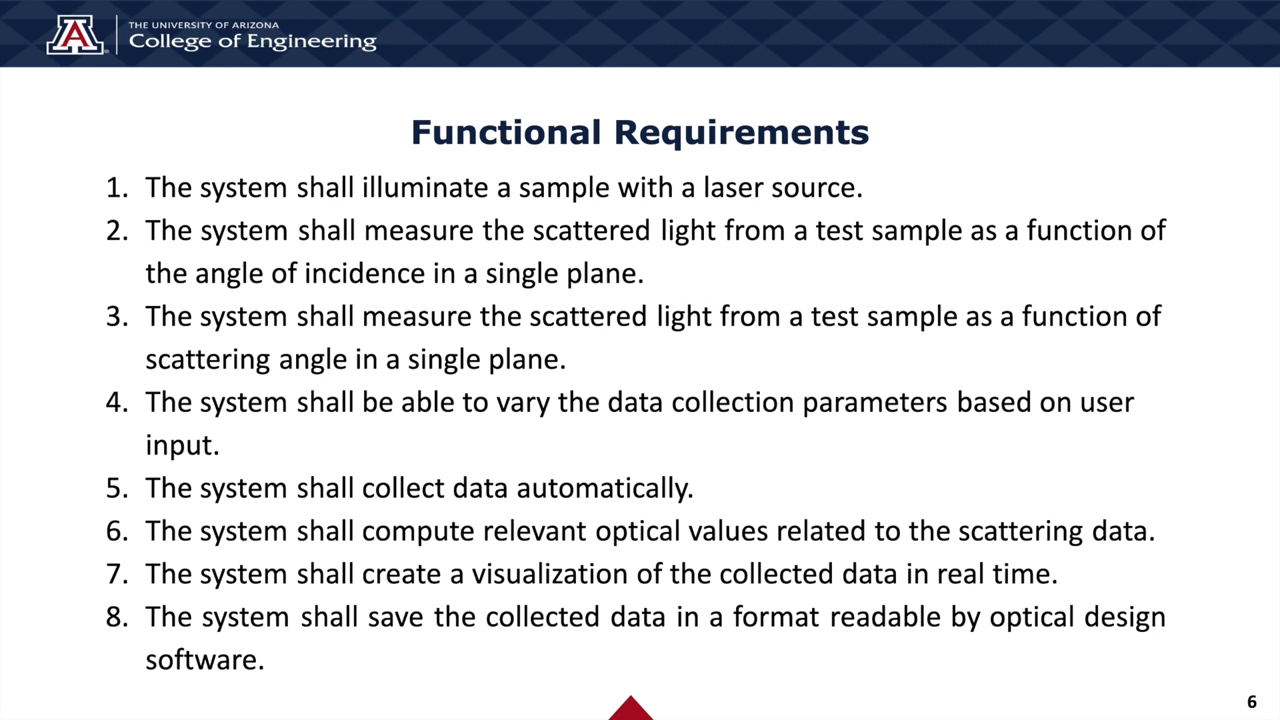 THE UNIVERSITY OF ARIZONA
College of Engineering
Functional Requirements
1. The system shall illuminate a sample with a laser source.
2. The system shall measure the scattered light from a test sample as a function of
the angle of incidence in a single plane.
3. The system shall measure the scattered light from a test sample as a function of
scattering angle in a single plane.
4. The system shall be able to vary the data collection parameters based on user
input.
5. The system shall collect data automatically.
6. The system shall compute relevant optical values related to the scattering data.
7. The system shall create a visualization of the collected data in real time.
8. The system shall save the collected data in a format readable by optical design
software.
6